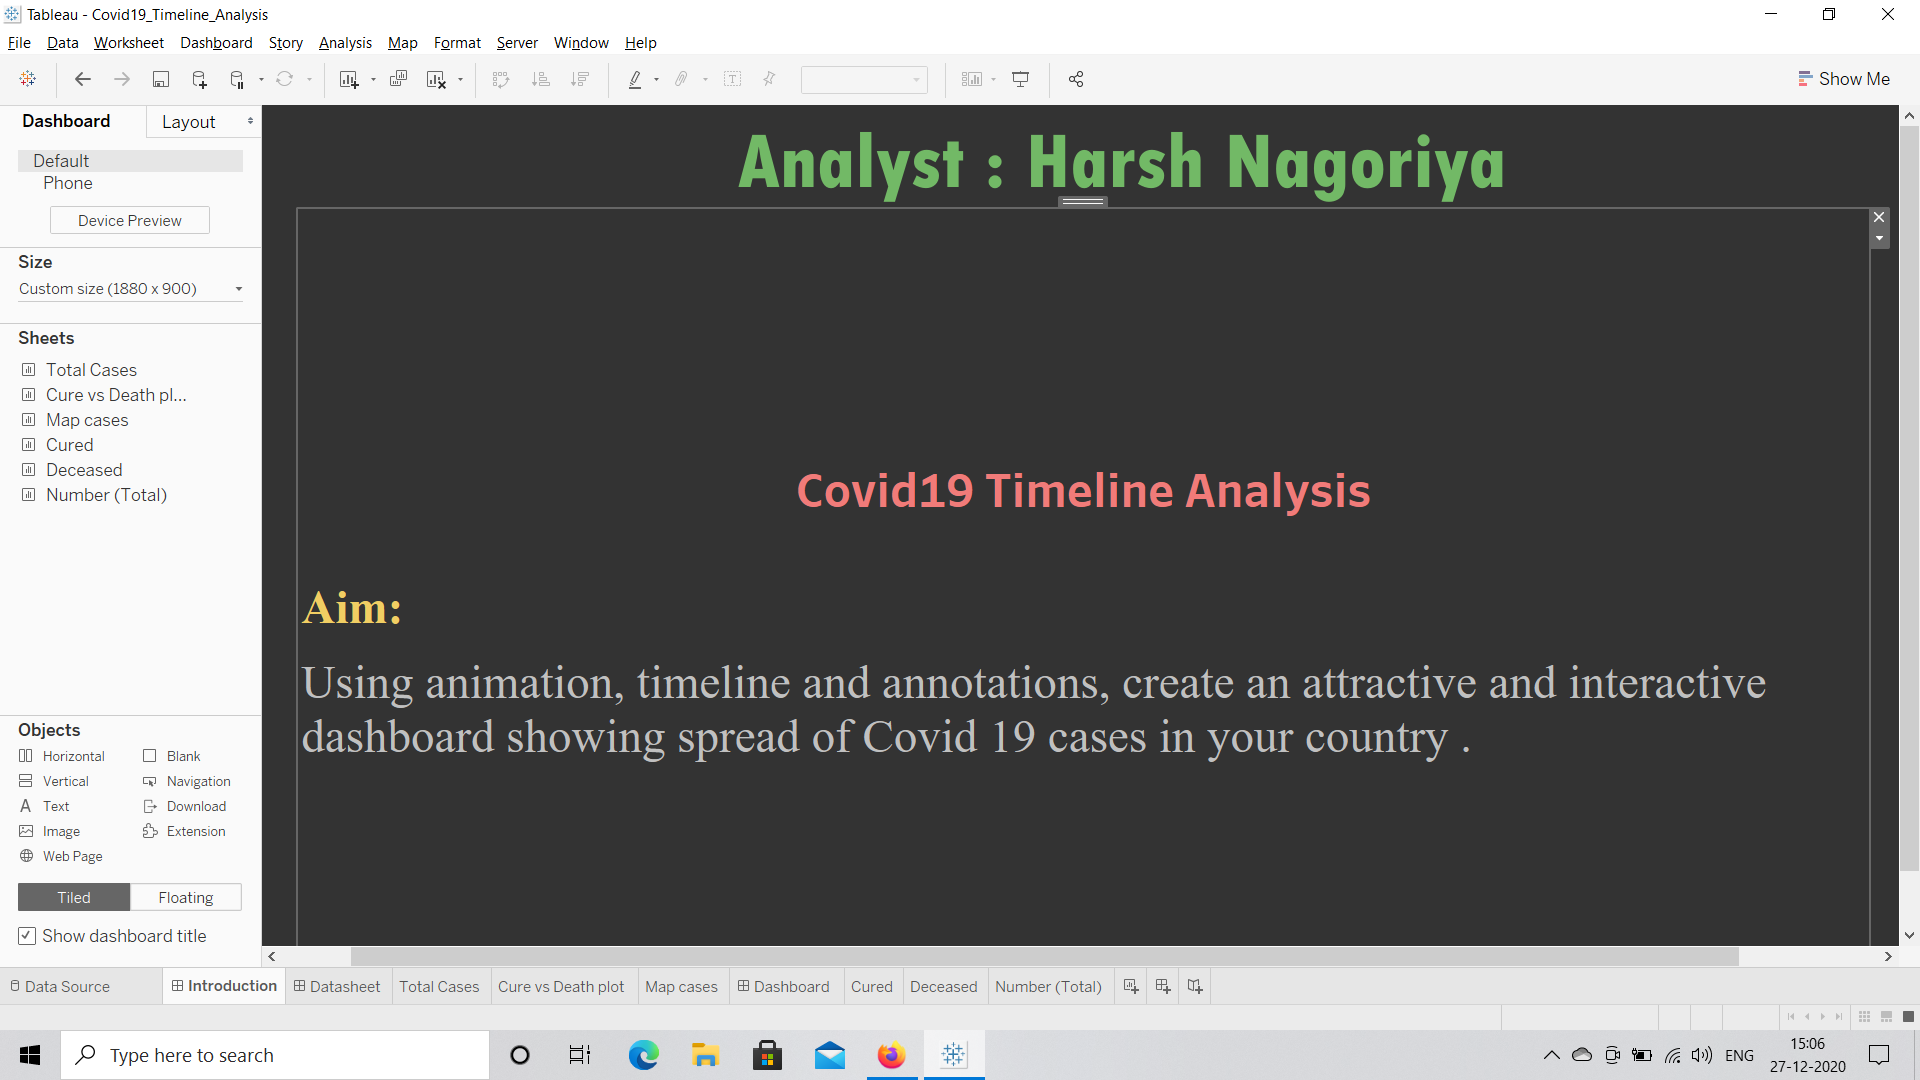 Tableau - Covid19_Timeline_Analysis
File Data Worksheet Dashboard Story Analysis Map Format Server Window Help
Show Me
Dashboard Layout
Default
Phone
Device Preview
Size
Custom size (1880 x 900)
Sheets
Total Cases
Cure vs Death pl...
Map cases
Cured
Deceased
Number (Total)
Objects
Horizontal Blank
Vertical Navigation
Text Download
Image Extension
Web Page
Tiled Floating
Show dashboard title
Analyst : Harsh Nagoriya
Covid19 Timeline Analysis
Aim:
Using animation, timeline and annotations, create an attractive and interactive
dashboard showing spread of Covid 19 cases in your country .
Data Source Introduction Datasheet Total Cases Cure vs Death plot Map cases Dashboard Cured Deceased Number (Total)
Type here to search
ENG
15:06
27-12-2020